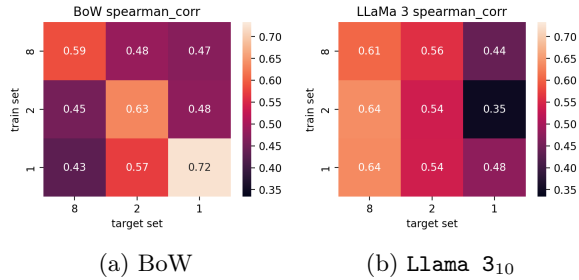 BoW spearman_corr
train set
8 0.59 0.48 0.47
2 0.45 0.63 0.48
1 0.43 0.57 0.72
8 2 1
target set
0.70
0.65
0.60
0.55
0.50
0.45
0.40
0.35
(a) BoW
LLaMa 3 spearman_corr
train set
8 0.61 0.56 0.44
2 0.64 0.54 0.35
1 0.64 0.54 0.48
8 2 1
target set
0.70
0.65
0.60
0.55
0.50
0.45
0.40
0.35
(b) Llama 3₁₀